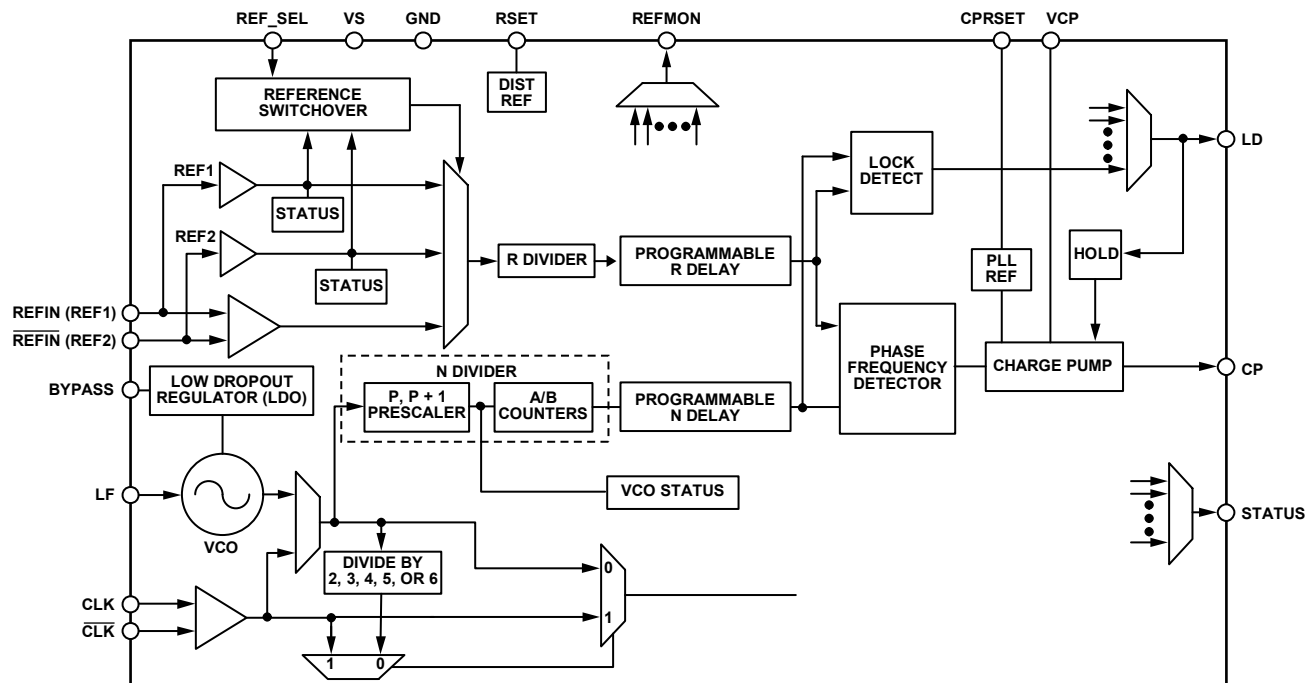 REF_SEL VS GND RSET REFMON CPRSET VCP
REFERENCE
SWITCHOVER
DIST
REF
LD
LOCK
DETECT
REF1
STATUS
REF2
STATUS
R DIVIDER
PROGRAMMABLE
R DELAY
PLL
REF
HOLD
REFIN (REF1)
REFIN (REF2)
BYPASS
LOW DROPOUT
REGULATOR (LDO)
N DIVIDER
P, P + 1
PRESCALER
A/B
COUNTERS
PROGRAMMABLE
N DELAY
PHASE
FREQUENCY
DETECTOR
CHARGE PUMP
CP
LF
VCO
VCO STATUS
STATUS
DIVIDE BY
2, 3, 4, 5, OR 6
0
1
CLK
CLK
1 0